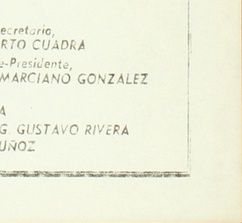 ecretario,
RTO CUADRA
e-Presidente,
MARCIANO GONZALEZ
A
G. GUSTAVO RIVERA
UÑOZ